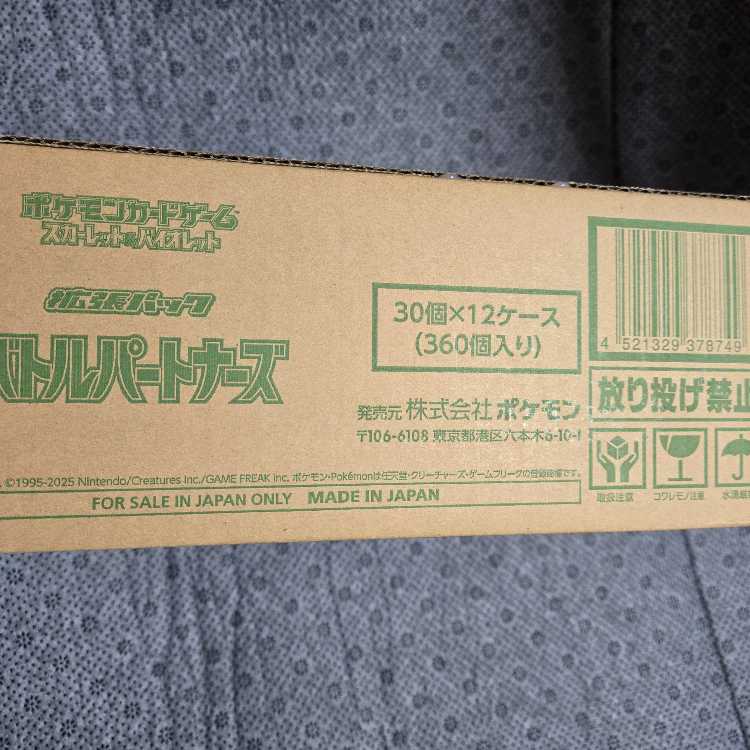 ポケモンカードゲーム
スカーレット&バイオレット
拡張パック
バトルパートナーズ
30個×12ケース
(360個入り)
発売元 株式会社 ポケモン
〒106-6108 東京都港区六本木6-10-
©1995-2025 Nintendo/Creatures Inc./GAME FREAK inc. ポケモン・Pokémonは任天堂・クリーチャーズ・ゲームフリークの登録商標です。
FOR SALE IN JAPAN ONLY MADE IN JAPAN
4 521329 378749
放り投げ禁止
取扱注意 コワレモノ注意 水濡